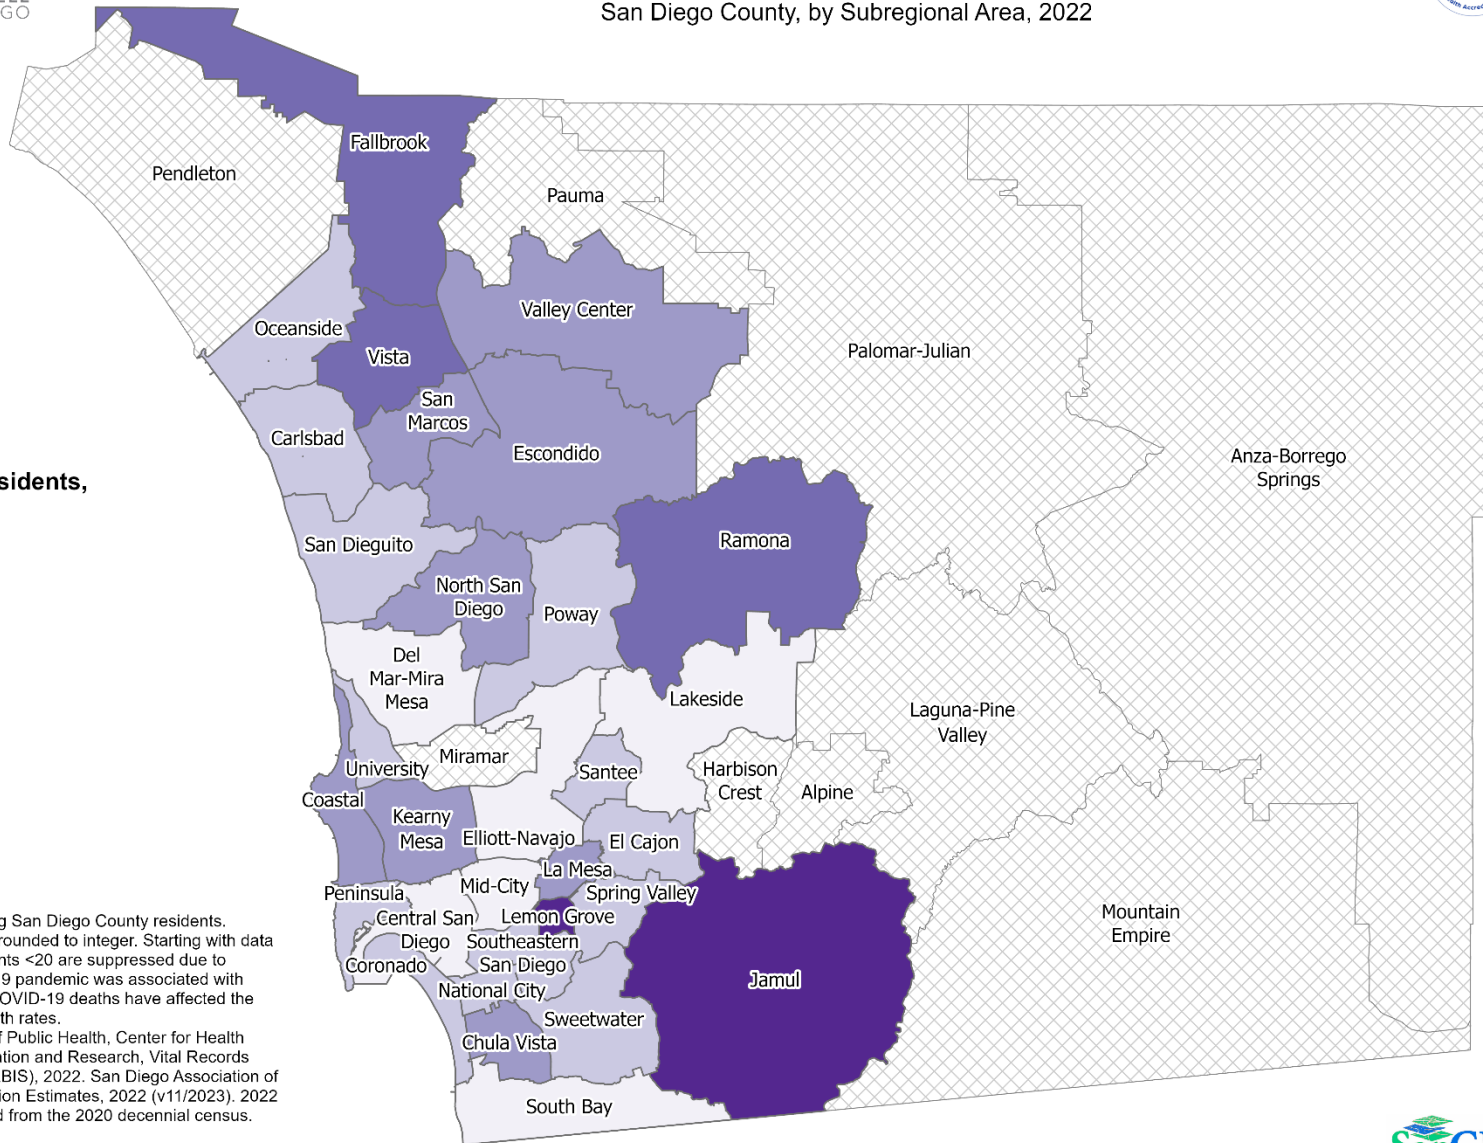 GO
San Diego County, by Subregional Area, 2022
Fallbrook
Pendleton
Pauma
Valley Center
Oceanside
Vista
Palomar-Julian
San
Marcos
Carlsbad
Escondido
Anza-Borrego
Springs
sidents,
Ramona
San Dieguito
North San
Diego
Poway
Del
Mar-Mira
Mesa
Lakeside
Laguna-Pine
Valley
Miramar
University
Santee
Harbison
Crest
Alpine
Coastal
Kearny
Mesa
Elliott-Navajo
El Cajon
La Mesa
Mid-City
Peninsula
Spring Valley
Central San
Diego
Lemon Grove
Mountain
Empire
Southeastern
San Diego
Coronado
Jamul
National City
Sweetwater
Chula Vista
South Bay
g San Diego County residents.
rounded to integer. Starting with data
nts <20 are suppressed due to
9 pandemic was associated with
OVID-19 deaths have affected the
th rates.
f Public Health, Center for Health
ation and Research, Vital Records
BIS), 2022. San Diego Association of
ion Estimates, 2022 (v11/2023). 2022
d from the 2020 decennial census.